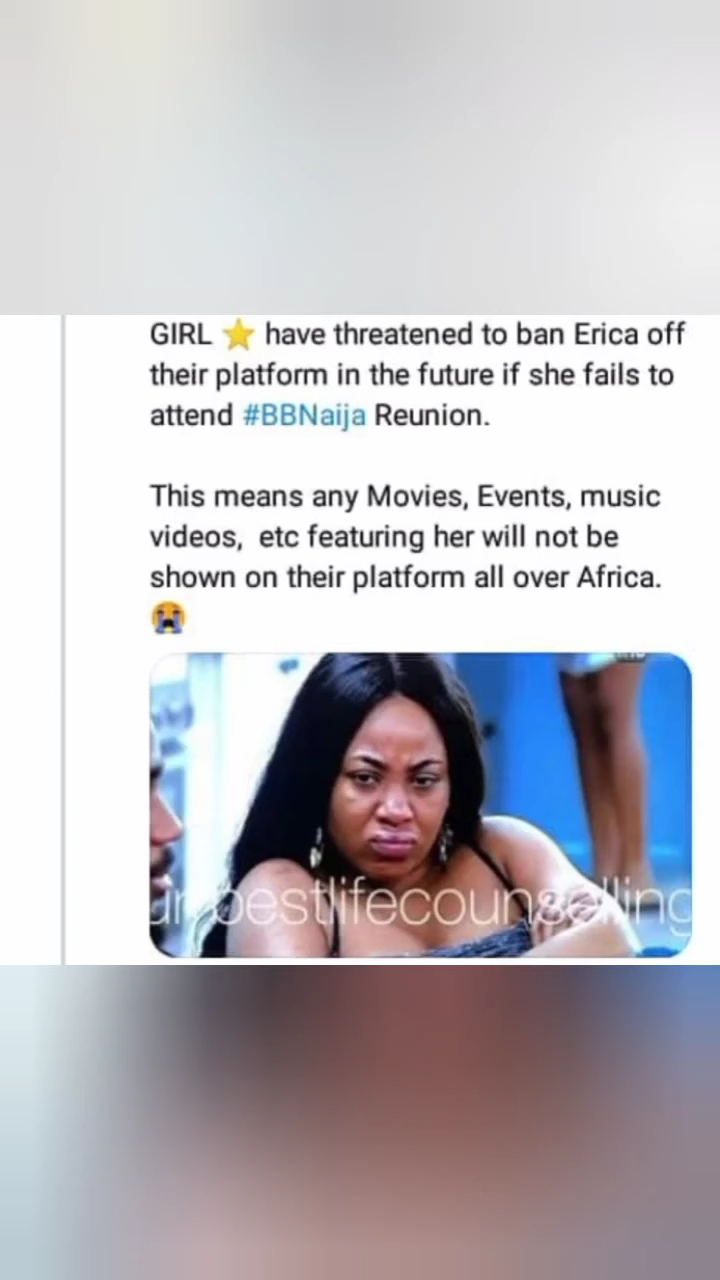 GIRL ⭐ have threatened to ban Erica off
their platform in the future if she fails to
attend #BBNaija Reunion.
This means any Movies, Events, music
videos,  etc featuring her will not be
shown on their platform all over Africa.
😭
bestlifecounselling